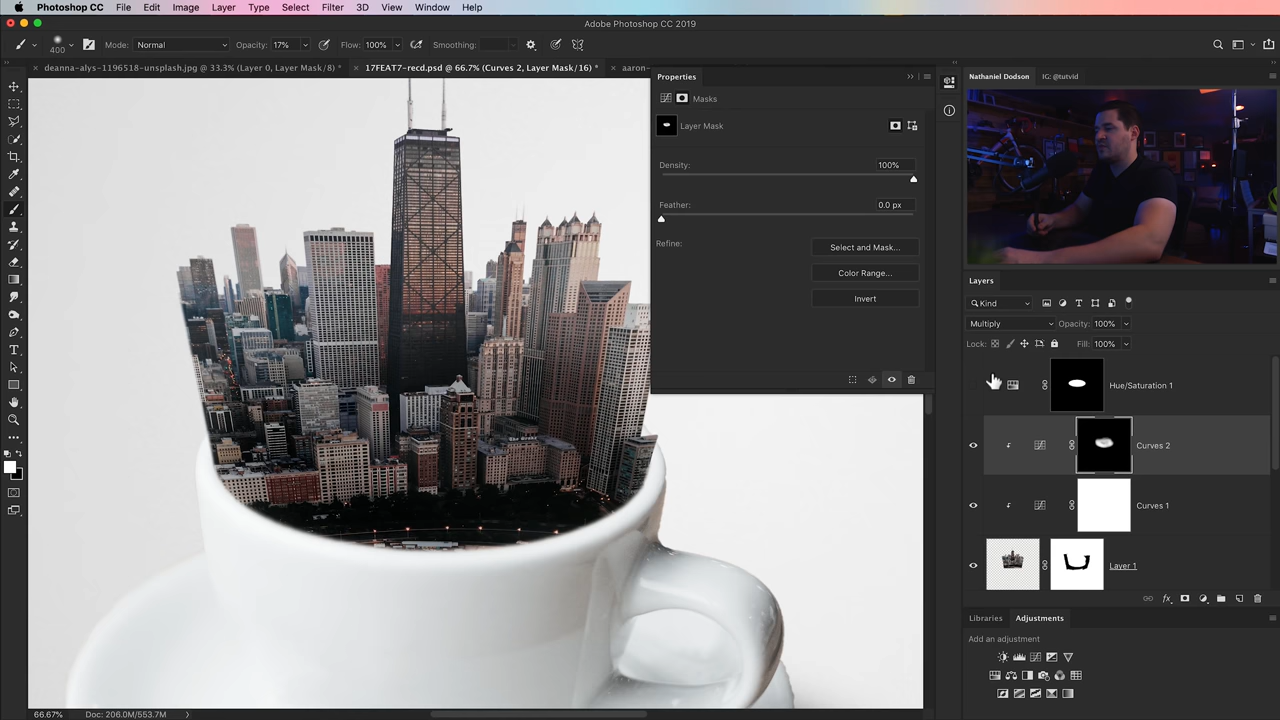 Photoshop CC File Edit Image Layer Type Select Filter 3D View Window Help
Adobe Photoshop CC 2019
400 Mode: Normal Opacity: 17% Flow: 100% Smoothing:
deanna-alys-1196518-unsplash.jpg @ 33.3% (Layer 0, Layer Mask/8) *
17FEAT7-recd.psd @ 66.7% (Curves 2, Layer Mask/16) *
aaron-
Properties
Masks
Layer Mask
Density: 100%
Feather: 0.0 px
Refine:
Select and Mask...
Color Range...
Invert
Nathaniel Dodson IG: @tutvid
Layers
Kind
Multiply Opacity: 100%
Lock: Fill: 100%
Hue/Saturation 1
Curves 2
Curves 1
Layer 1
fx
Libraries Adjustments
Add an adjustment
66.67% Doc: 206.0M/553.7M